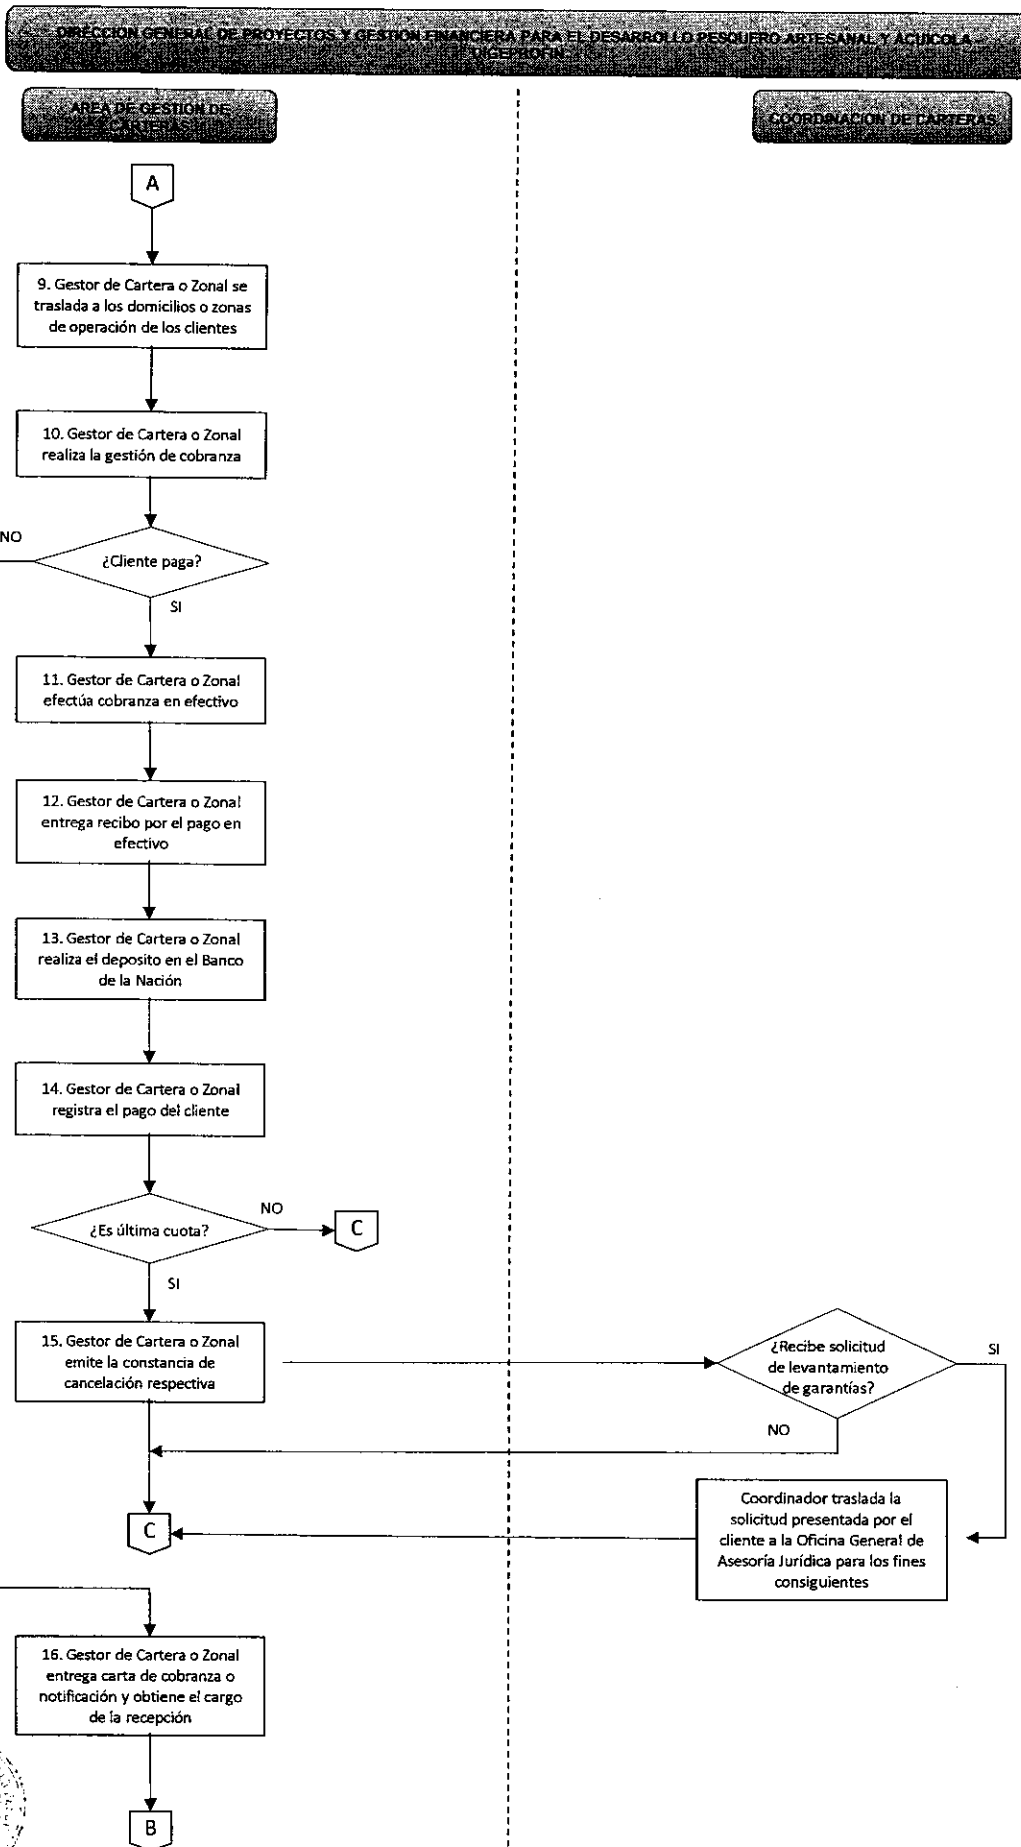 DIRECCION GENERAL DE PROYECTOS Y GESTION FINANCIERA PARA EL DESARROLLO PESQUERO ARTESANAL Y ACUICOLA
DIGEPROFIN
AREA DE GESTION DE
CARTERAS
COORDINACION DE CARTERAS
A
9. Gestor de Cartera o Zonal se
traslada a los domicilios o zonas
de operación de los clientes
10. Gestor de Cartera o Zonal
realiza la gestión de cobranza
NO
¿Cliente paga?
SI
11. Gestor de Cartera o Zonal
efectúa cobranza en efectivo
12. Gestor de Cartera o Zonal
entrega recibo por el pago en
efectivo
13. Gestor de Cartera o Zonal
realiza el deposito en el Banco
de la Nación
14. Gestor de Cartera o Zonal
registra el pago del cliente
¿Es última cuota?
NO
C
SI
15. Gestor de Cartera o Zonal
emite la constancia de
cancelación respectiva
¿Recibe solicitud
de levantamiento
de garantías?
SI
NO
Coordinador traslada la
solicitud presentada por el
cliente a la Oficina General de
Asesoría Jurídica para los fines
consiguientes
C
16. Gestor de Cartera o Zonal
entrega carta de cobranza o
notificación y obtiene el cargo
de la recepción
B